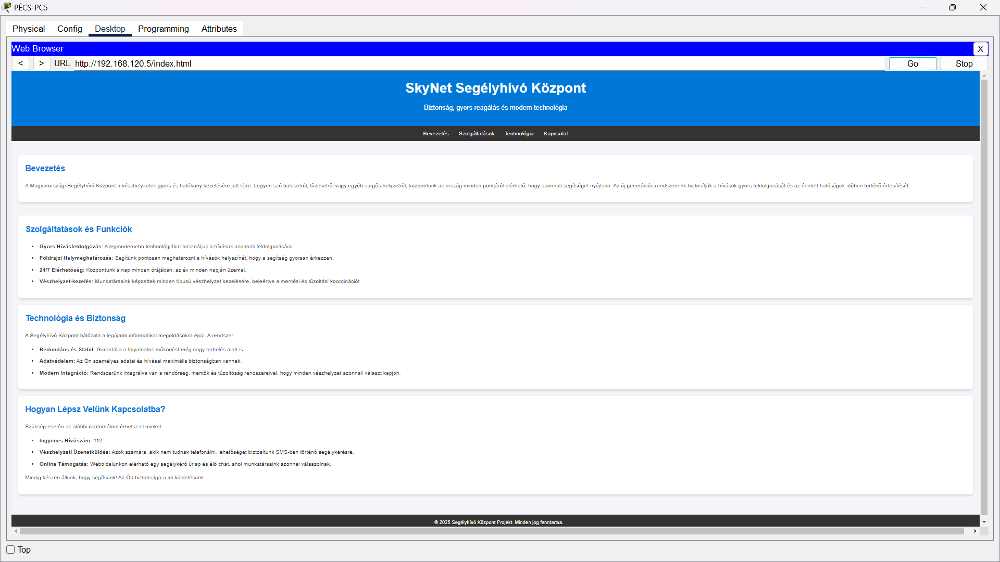 PÉCS-PC5
Physical Config Desktop Programming Attributes
Web Browser X
< > URL http://192.168.120.5/index.html Go Stop
SkyNet Segélyhívó Központ
Biztonság, gyors reagálás és modern technológia
Bevezetés Szolgáltatások Technológia Kapcsolat
Bevezetés
A Magyarországi Segélyhívó Központ a vészhelyzetek gyors és hatékony kezelésére jött létre. Legyen szó balesetről, tűzesetről vagy egyéb sürgős helyzetről, központunk az ország minden pontjáról elérhető, hogy azonnali segítséget nyújtson. Az új generációs rendszereink biztosítják a hívások gyors feldolgozását és az érintett hatóságok időben történő értesítését.
Szolgáltatások és Funkciók
• Gyors Hívásfeldolgozás: A legmodernebb technológiákat használjuk a hívások azonnali feldolgozására.
• Földrajzi Helymeghatározás: Segítünk pontosan meghatározni a hívások helyszínét, hogy a segítség gyorsan érkezzen.
• 24/7 Elérhetőség: Központunk a nap minden órájában, az év minden napján üzemel.
• Vészhelyzet-kezelés: Munkatársaink képzettek minden típusú vészhelyzet kezelésére, beleértve a mentési és tűzoltási koordinációt.
Technológia és Biztonság
A Segélyhívó Központ hálózata a legújabb informatikai megoldásokra épül. A rendszer:
• Redundáns és Stabil: Garantálja a folyamatos működést még nagy terhelés alatt is.
• Adatvédelem: Az Ön személyes adatai és hívásai maximális biztonságban vannak.
• Modern Integráció: Rendszerünk integrálva van a rendőrség, mentők és tűzoltóság rendszereivel, hogy minden vészhelyzet azonnali választ kapjon.
Hogyan Lépsz Velünk Kapcsolatba?
Szükség esetén az alábbi csatornákon érhetsz el minket:
• Ingyenes Hívószám: 112
• Vészhelyzeti Üzenetküldés: Azok számára, akik nem tudnak telefonálni, lehetőséget biztosítunk SMS-ben történő segélykérésre.
• Online Támogatás: Weboldalunkon elérhető egy segélykérő űrlap és élő chat, ahol munkatársaink azonnal válaszolnak.
Mindig készen állunk, hogy segítsünk! Az Ön biztonsága a mi küldetésünk.
© 2025 Segélyhívó Központ Projekt. Minden jog fenntartva.
Top